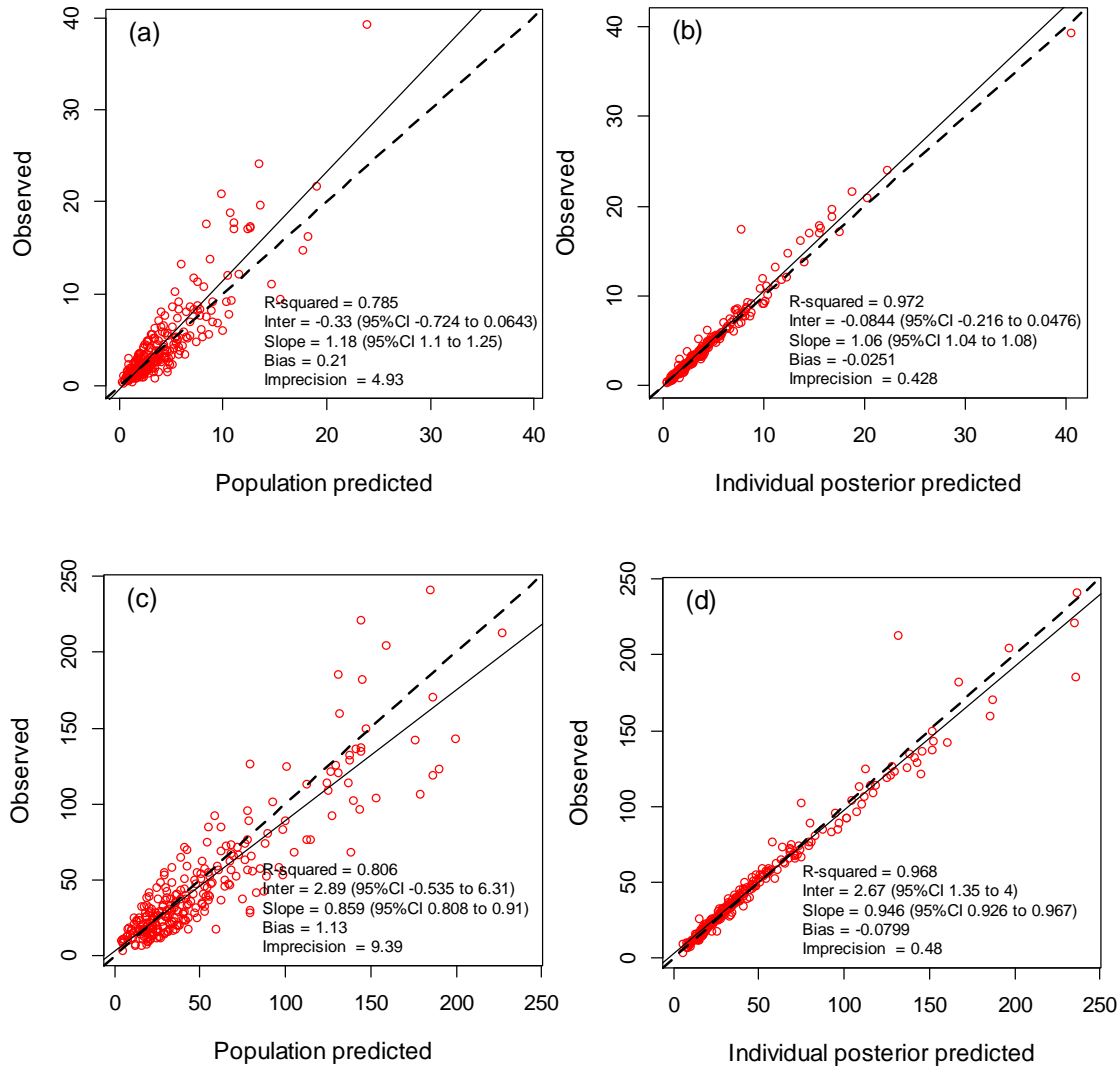 (a)
Observed
0
10
20
30
40
R-squared = 0.785
Inter = -0.33 (95%CI -0.724 to 0.0643)
Slope = 1.18 (95%CI 1.1 to 1.25)
Bias = 0.21
Imprecision = 4.93
0 10 20 30 40
Population predicted
(b)
Observed
0
10
20
30
40
R-squared = 0.972
Inter = -0.0844 (95%CI -0.216 to 0.0476)
Slope = 1.06 (95%CI 1.04 to 1.08)
Bias = -0.0251
Imprecision = 0.428
0 10 20 30 40
Individual posterior predicted
(c)
Observed
0
50
100
150
200
250
R-squared = 0.806
Inter = 2.89 (95%CI -0.535 to 6.31)
Slope = 0.859 (95%CI 0.808 to 0.91)
Bias = 1.13
Imprecision = 9.39
0 50 100 150 200 250
Population predicted
(d)
Observed
0
50
100
150
200
250
R-squared = 0.968
Inter = 2.67 (95%CI 1.35 to 4)
Slope = 0.946 (95%CI 0.926 to 0.967)
Bias = -0.0799
Imprecision = 0.48
0 50 100 150 200 250
Individual posterior predicted